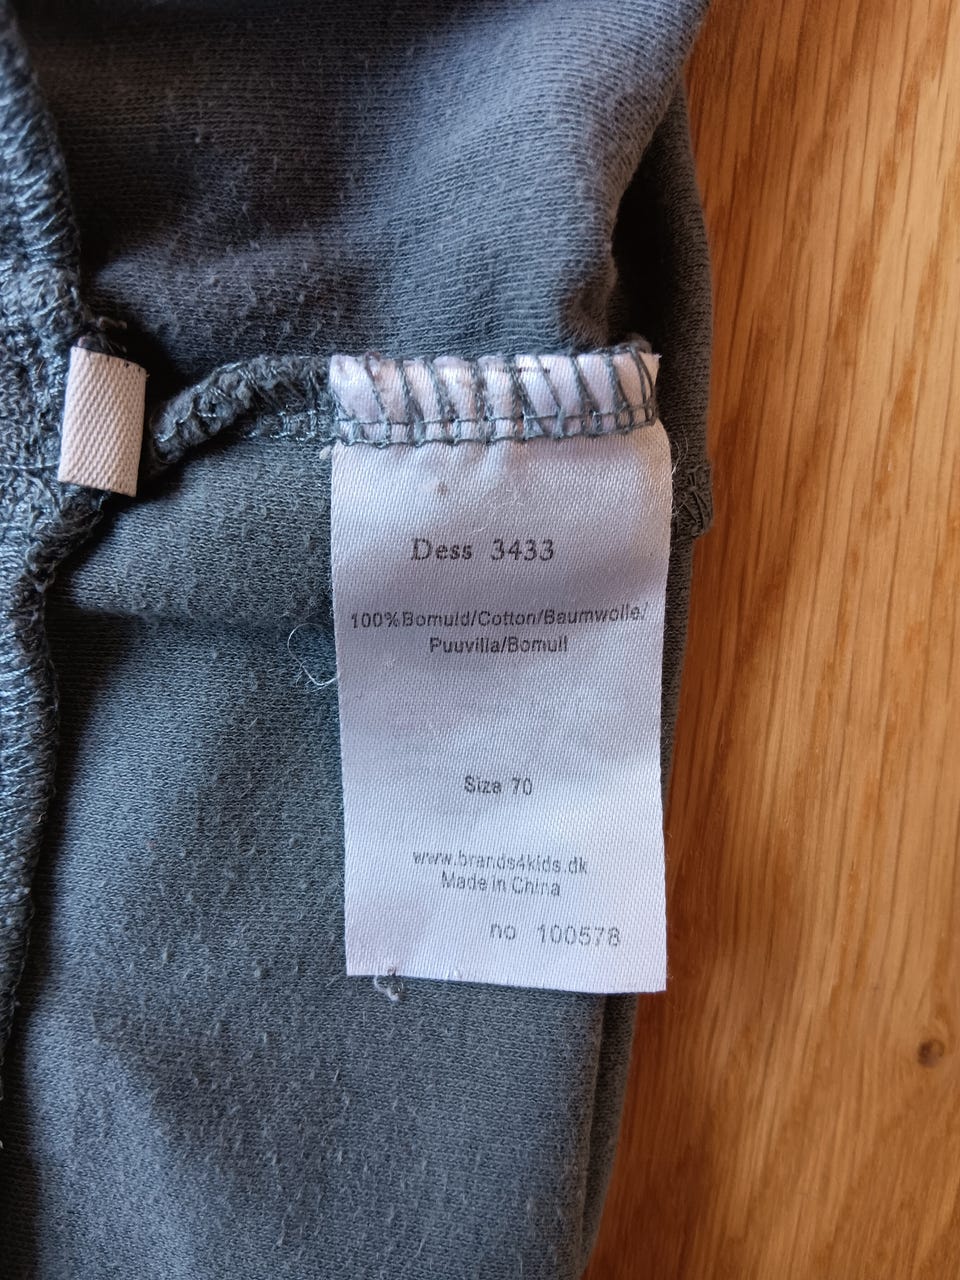 Dess 3433
100%Bomuld/Cotton/Baumwolle/
Puuvilla/Bomull
Size 70
www.brands4kids.dk
Made in China
no 100578